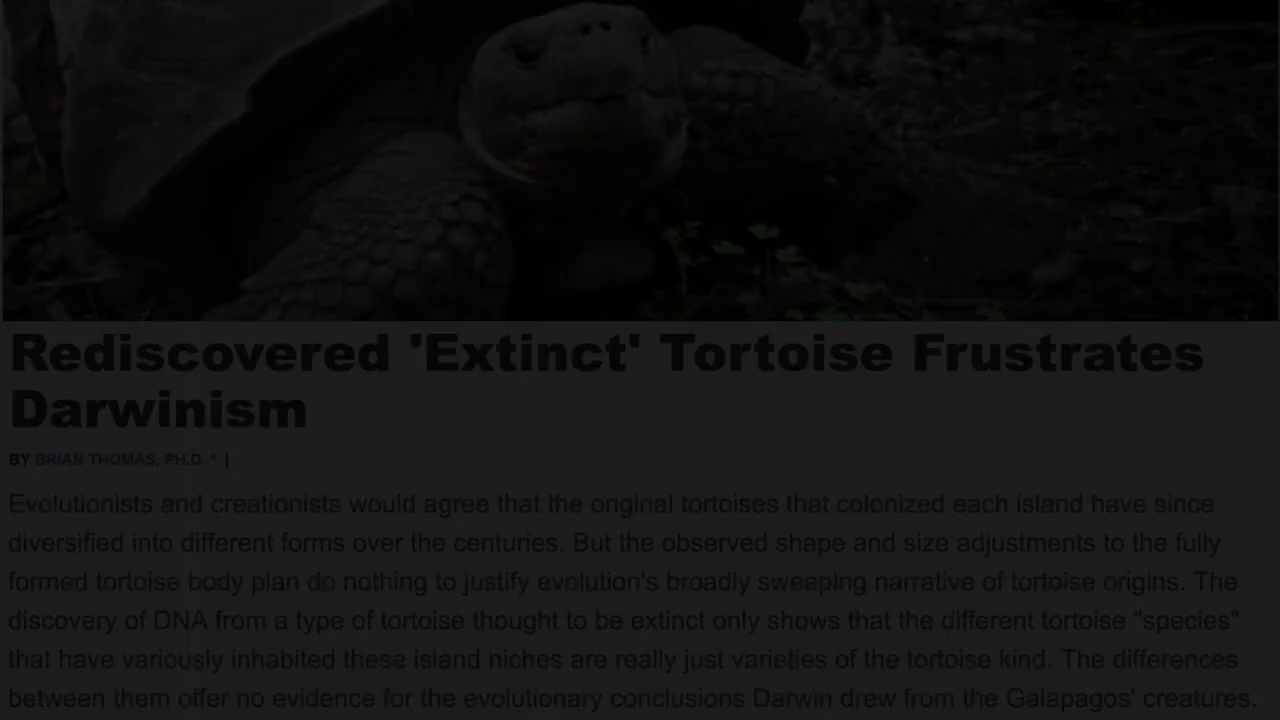 Rediscovered 'Extinct' Tortoise Frustrates
Darwinism
BY BRIAN THOMAS, PH.D. * |
Evolutionists and creationists would agree that the original tortoises that colonized each island have since
diversified into different forms over the centuries. But the observed shape and size adjustments to the fully
formed tortoise body plan do nothing to justify evolution's broadly sweeping narrative of tortoise origins. The
discovery of DNA from a type of tortoise thought to be extinct only shows that the different tortoise "species"
that have variously inhabited these island niches are really just varieties of the tortoise kind. The differences
between them offer no evidence for the evolutionary conclusions Darwin drew from the Galapagos' creatures.